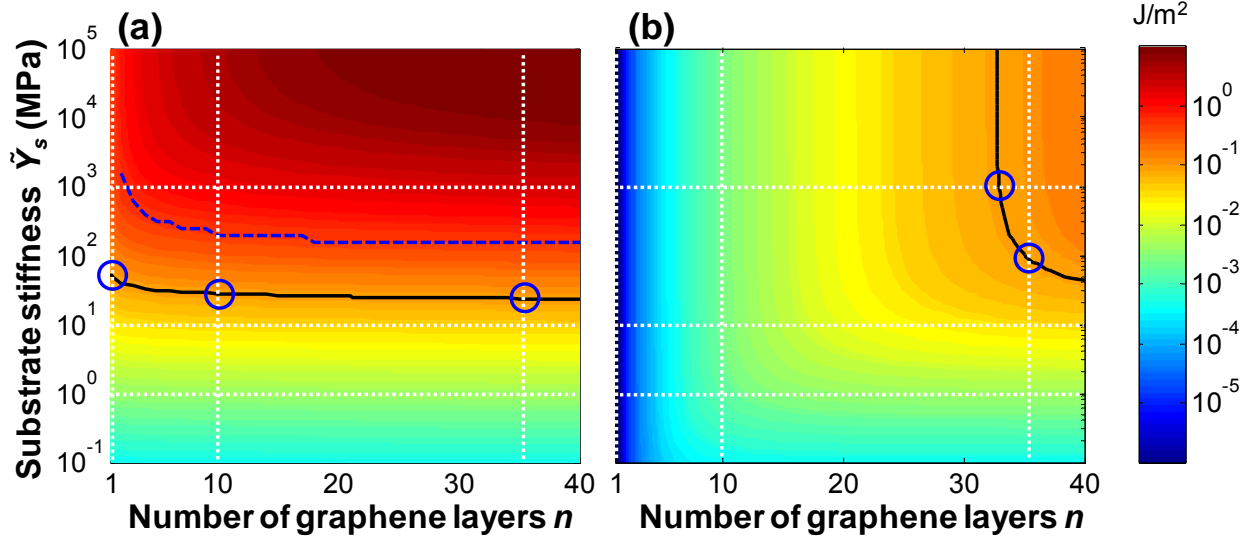 (a)
(b)
J/m²
Substrate stiffness Ỹₛ (MPa)
10⁵
10⁴
10³
10²
10¹
10⁰
10⁻¹
1 10 20 30 40
Number of graphene layers n
1 10 20 30 40
Number of graphene layers n
10⁰
10⁻¹
10⁻²
10⁻³
10⁻⁴
10⁻⁵